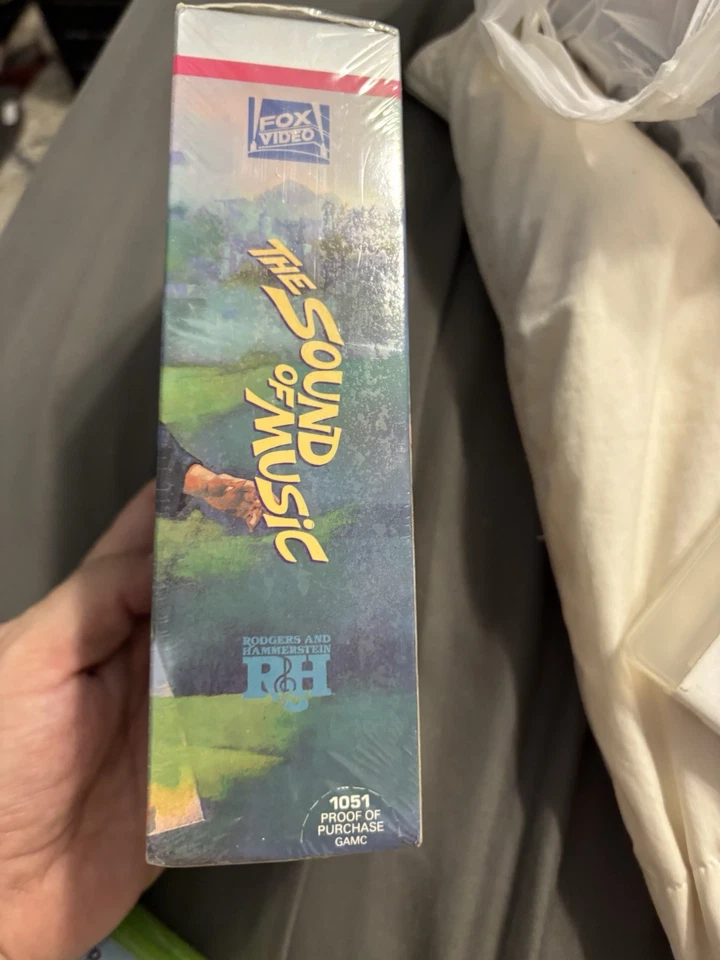 FOX
VIDEO
THE SOUND
OF MUSiC
RODGERS AND
HAMMERSTEIN
R&H
1051
PROOF OF
PURCHASE
GAMC